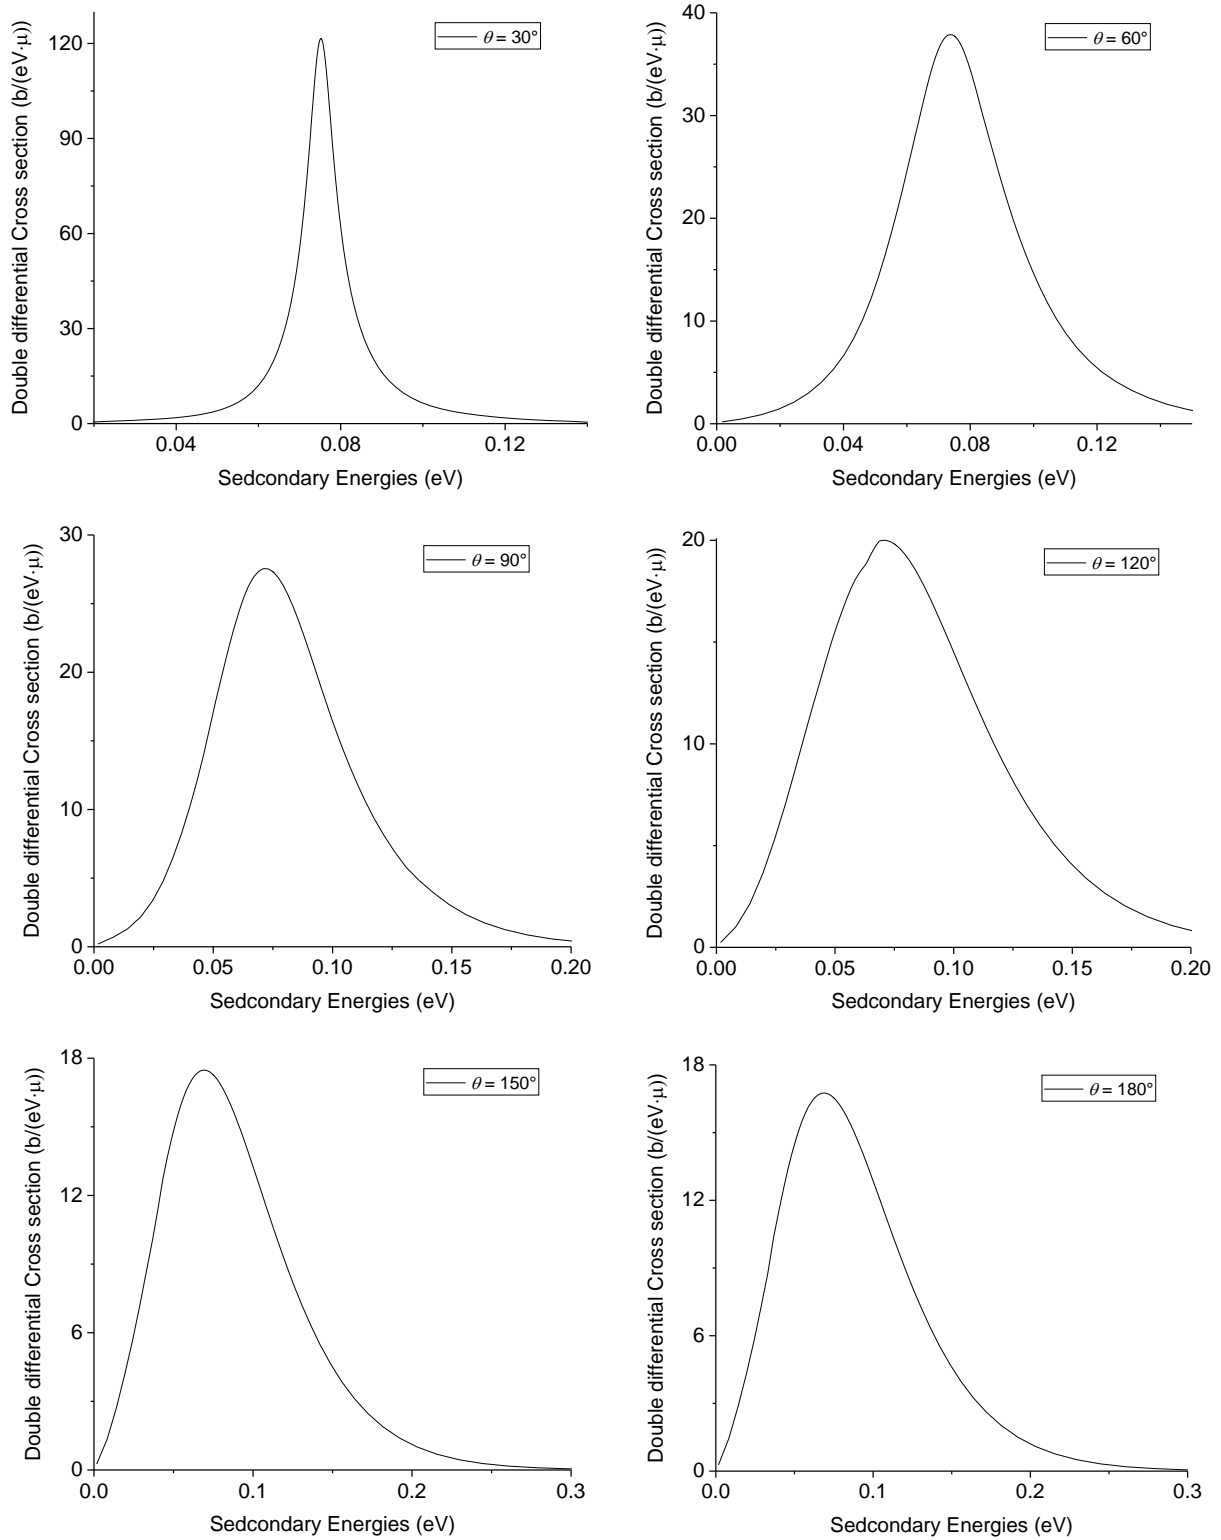 Double differential Cross section (b/(eV·μ))
120
90
60
30
0
θ = 30°
0.04 0.08 0.12
Sedcondary Energies (eV)
Double differential Cross section (b/(eV·μ))
40
30
20
10
0
θ = 60°
0.00 0.04 0.08 0.12
Sedcondary Energies (eV)
Double differential Cross section (b/(eV·μ))
30
20
10
0
θ = 90°
0.00 0.05 0.10 0.15 0.20
Sedcondary Energies (eV)
Double differential Cross section (b/(eV·μ))
20
10
0
θ = 120°
0.00 0.05 0.10 0.15 0.20
Sedcondary Energies (eV)
Double differential Cross section (b/(eV·μ))
18
12
6
0
θ = 150°
0.0 0.1 0.2 0.3
Sedcondary Energies (eV)
Double differential Cross section (b/(eV·μ))
18
12
6
0
θ = 180°
0.0 0.1 0.2 0.3
Sedcondary Energies (eV)